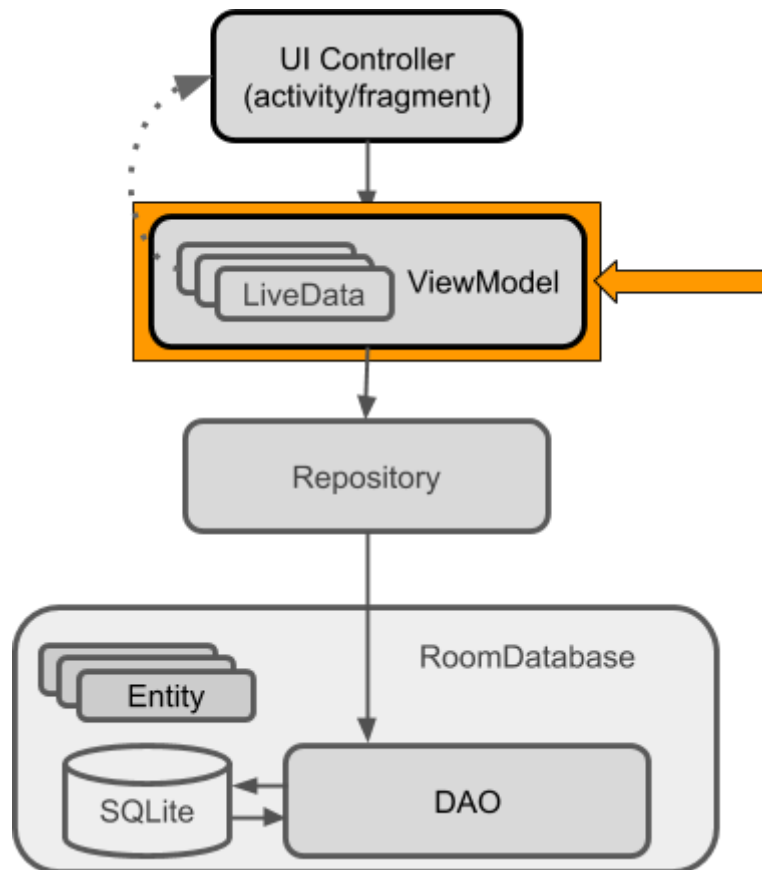 UI Controller
(activity/fragment)
LiveData
ViewModel
Repository
RoomDatabase
Entity
SQLite
DAO